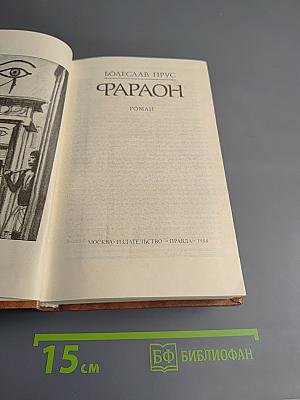 БОЛЕСЛАВ ПРУС
ФАРАОН
РОМАН
МОСКВА · ИЗДАТЕЛЬСТВО «ПРАВДА» · 1988
15 см
БФ БИБЛИОФАН